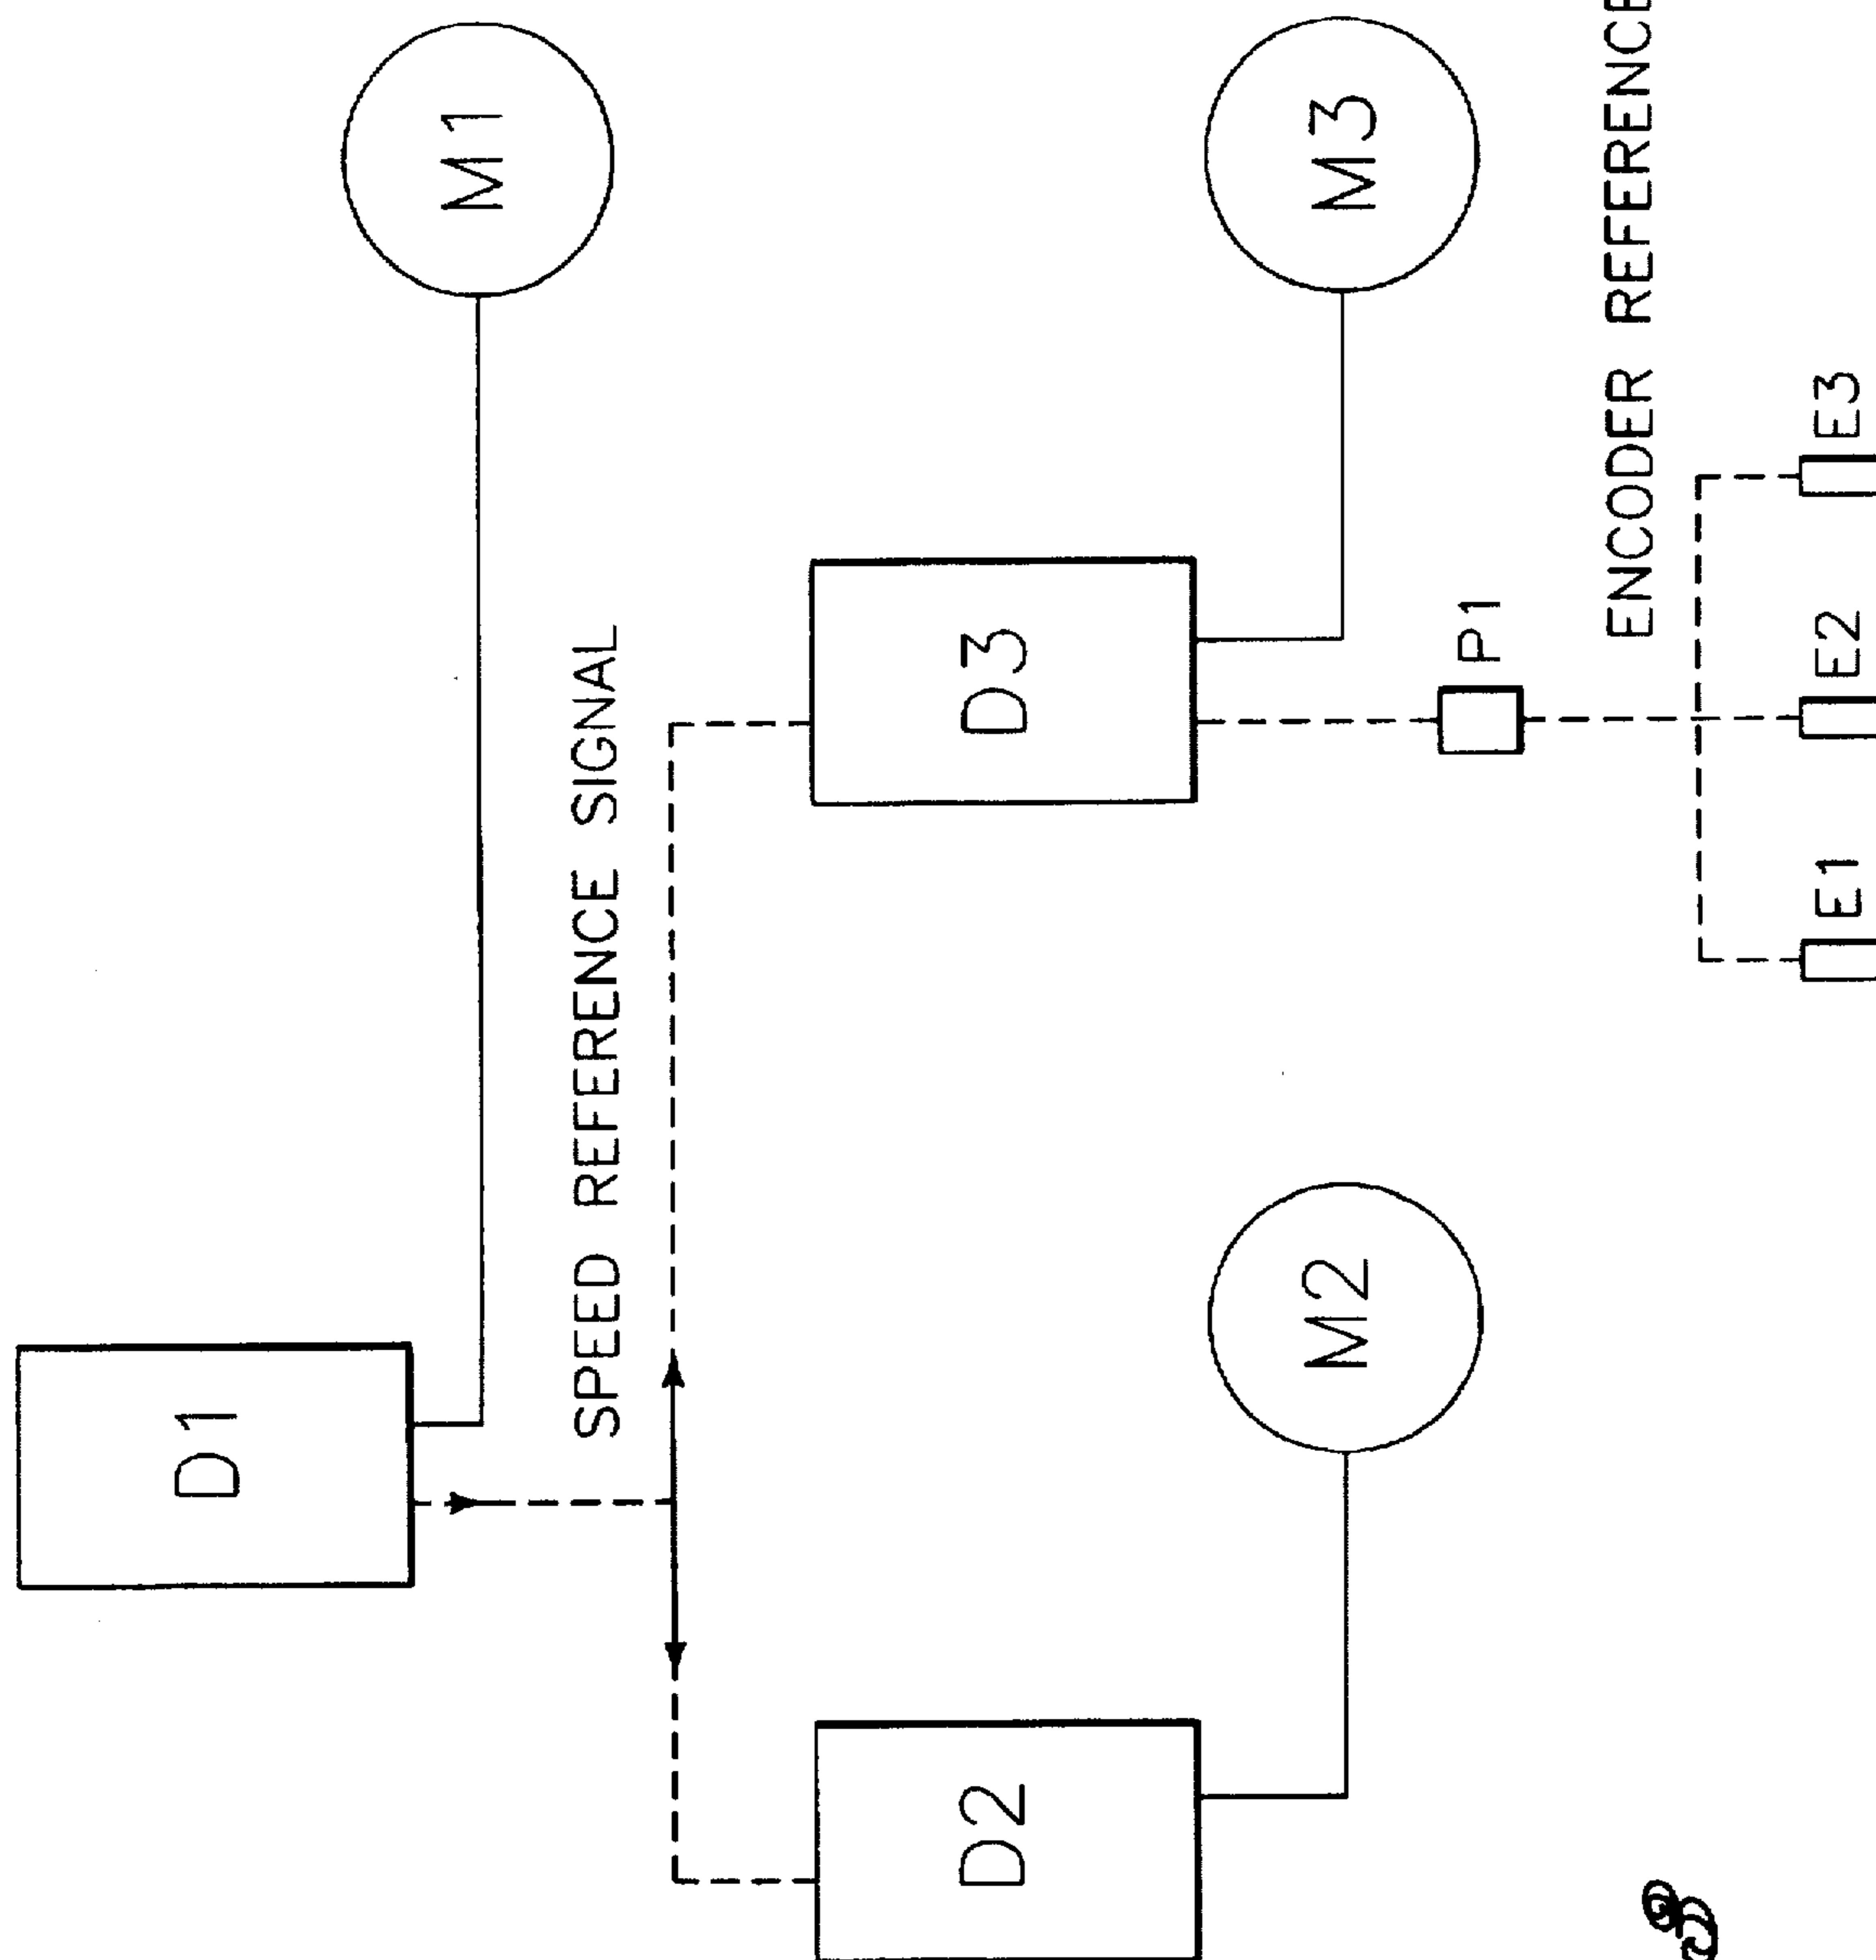 D1
M1
SPEED REFERENCE SIGNAL
D2
D3
M2
M3
P1
ENCODER REFERENCE
E1
E2
E3